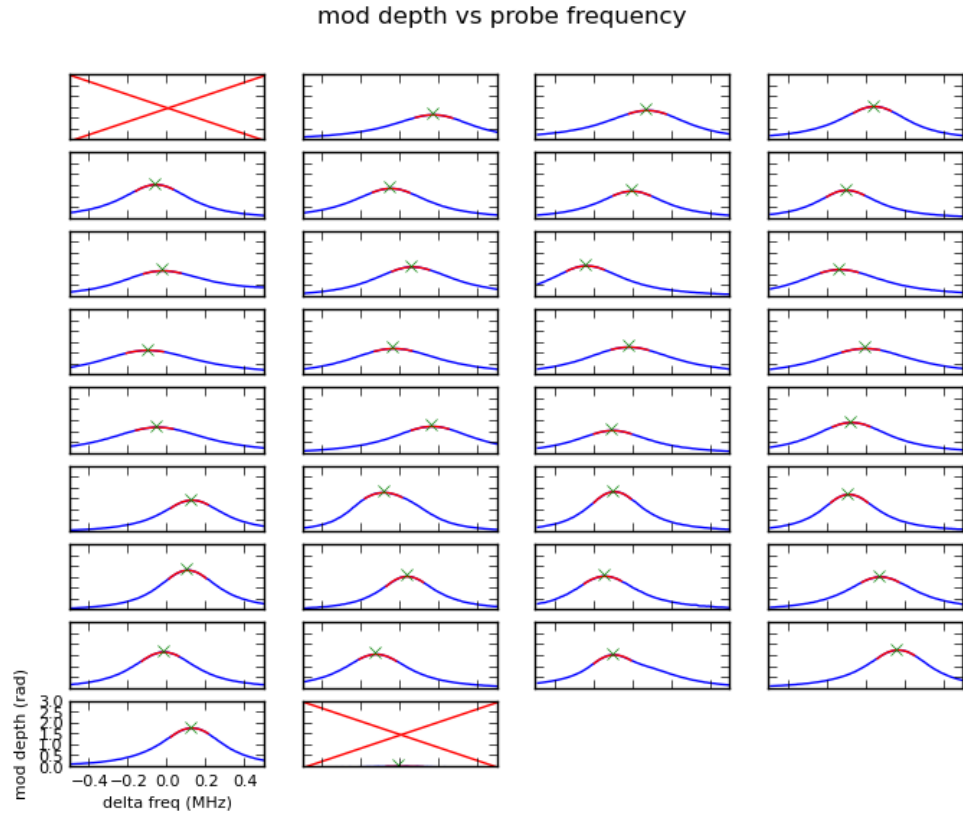 mod depth vs probe frequency
mod depth (rad)
3.0
2.5
2.0
1.5
1.0
0.5
0.0
−0.4 −0.2 0.0 0.2 0.4
delta freq (MHz)